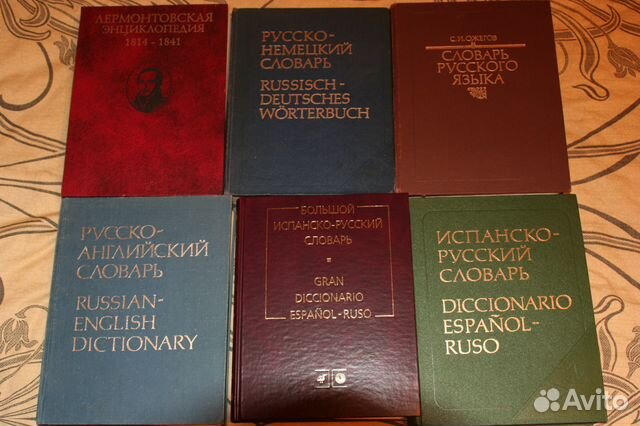 ЛЕРМОНТОВСКАЯ
ЭНЦИКЛОПЕДИЯ
1814 - 1841
РУССКО-
НЕМЕЦКИЙ
СЛОВАРЬ
RUSSISCH-
DEUTSCHES
WÖRTERBUCH
С. И. ОЖЕГОВ
СЛОВАРЬ
РУССКОГО
ЯЗЫКА
РУССКО-
АНГЛИЙСКИЙ
СЛОВАРЬ
RUSSIAN-
ENGLISH
DICTIONARY
БОЛЬШОЙ
ИСПАНСКО-РУССКИЙ
СЛОВАРЬ
GRAN
DICCIONARIO
ESPAÑOL-RUSO
ИСПАНСКО-
РУССКИЙ
СЛОВАРЬ
DICCIONARIO
ESPAÑOL-
RUSO
Avito